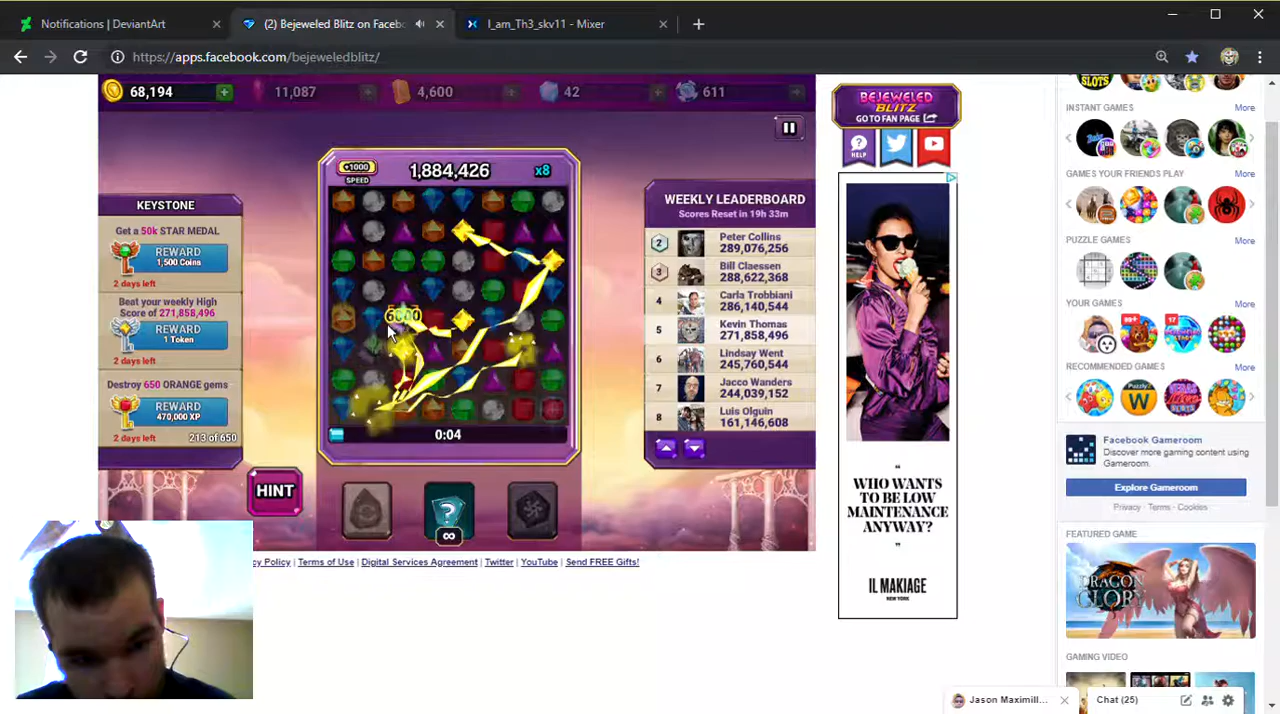 Notifications | DeviantArt
(2) Bejeweled Blitz on Facebo
I_am_Th3_skv11 - Mixer
https://apps.facebook.com/bejeweledblitz/
68,194
11,087
4,600
42
611
BEJEWELED
BLITZ
GO TO FAN PAGE
HELP
+1000
SPEED
1,884,426
x8
KEYSTONE
Get a 50k STAR MEDAL
REWARD
1,500 Coins
2 days left
Beat your weekly High
Score of 271,858,496
REWARD
1 Token
2 days left
Destroy 650 ORANGE gems
REWARD
470,000 XP
2 days left
213 of 650
0:04
HINT
?
∞
WEEKLY LEADERBOARD
Scores Reset in 19h 33m
2 Peter Collins
289,076,256
3 Bill Claessen
288,622,368
4 Carla Trobbiani
286,140,544
5 Kevin Thomas
271,858,496
6 Lindsay Went
245,760,544
7 Jacco Wanders
244,039,152
8 Luis Olguin
161,146,608
cy Policy | Terms of Use | Digital Services Agreement | Twitter | YouTube | Send FREE Gifts!
“
WHO WANTS
TO BE LOW
MAINTENANCE
ANYWAY?
”
IL MAKIAGE
NEW YORK
SLOTS
INSTANT GAMES
More
GAMES YOUR FRIENDS PLAY
More
PUZZLE GAMES
More
YOUR GAMES
More
99+
17
RECOMMENDED GAMES
More
Facebook Gameroom
Discover more gaming content using
Gameroom.
Explore Gameroom
Privacy · Terms · Cookies
FEATURED GAME
DRAGON
GLORY
GAMING VIDEO
Jason Maximill...
Chat (25)